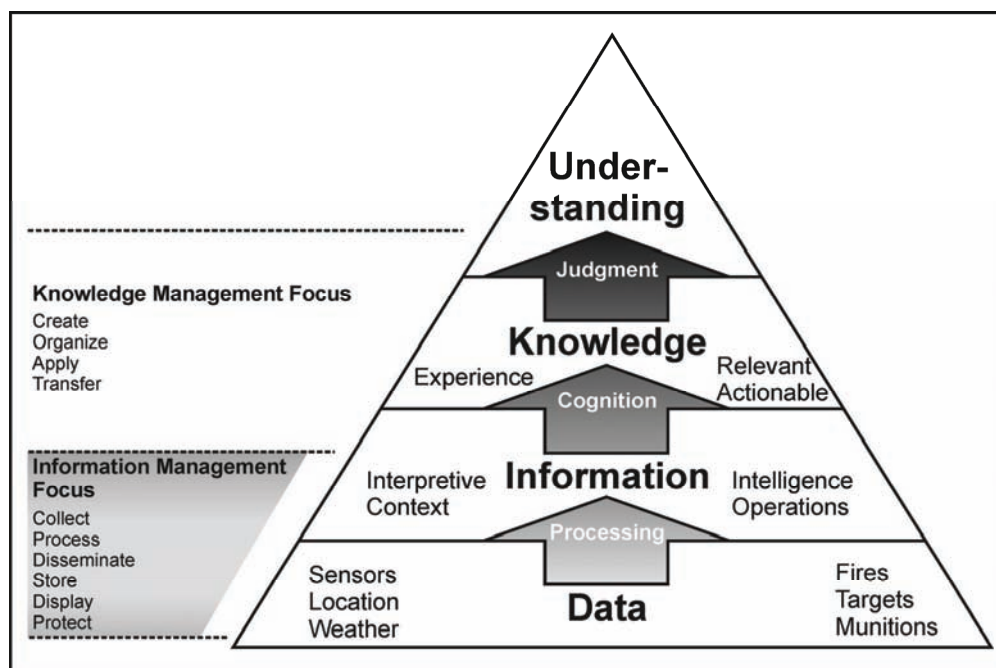 Under-
standing
Judgment
Knowledge Management Focus
Create
Organize
Apply
Transfer
Knowledge
Experience
Relevant
Actionable
Cognition
Information Management
Focus
Collect
Process
Disseminate
Store
Display
Protect
Information
Interpretive
Context
Intelligence
Operations
Processing
Sensors
Location
Weather
Data
Fires
Targets
Munitions